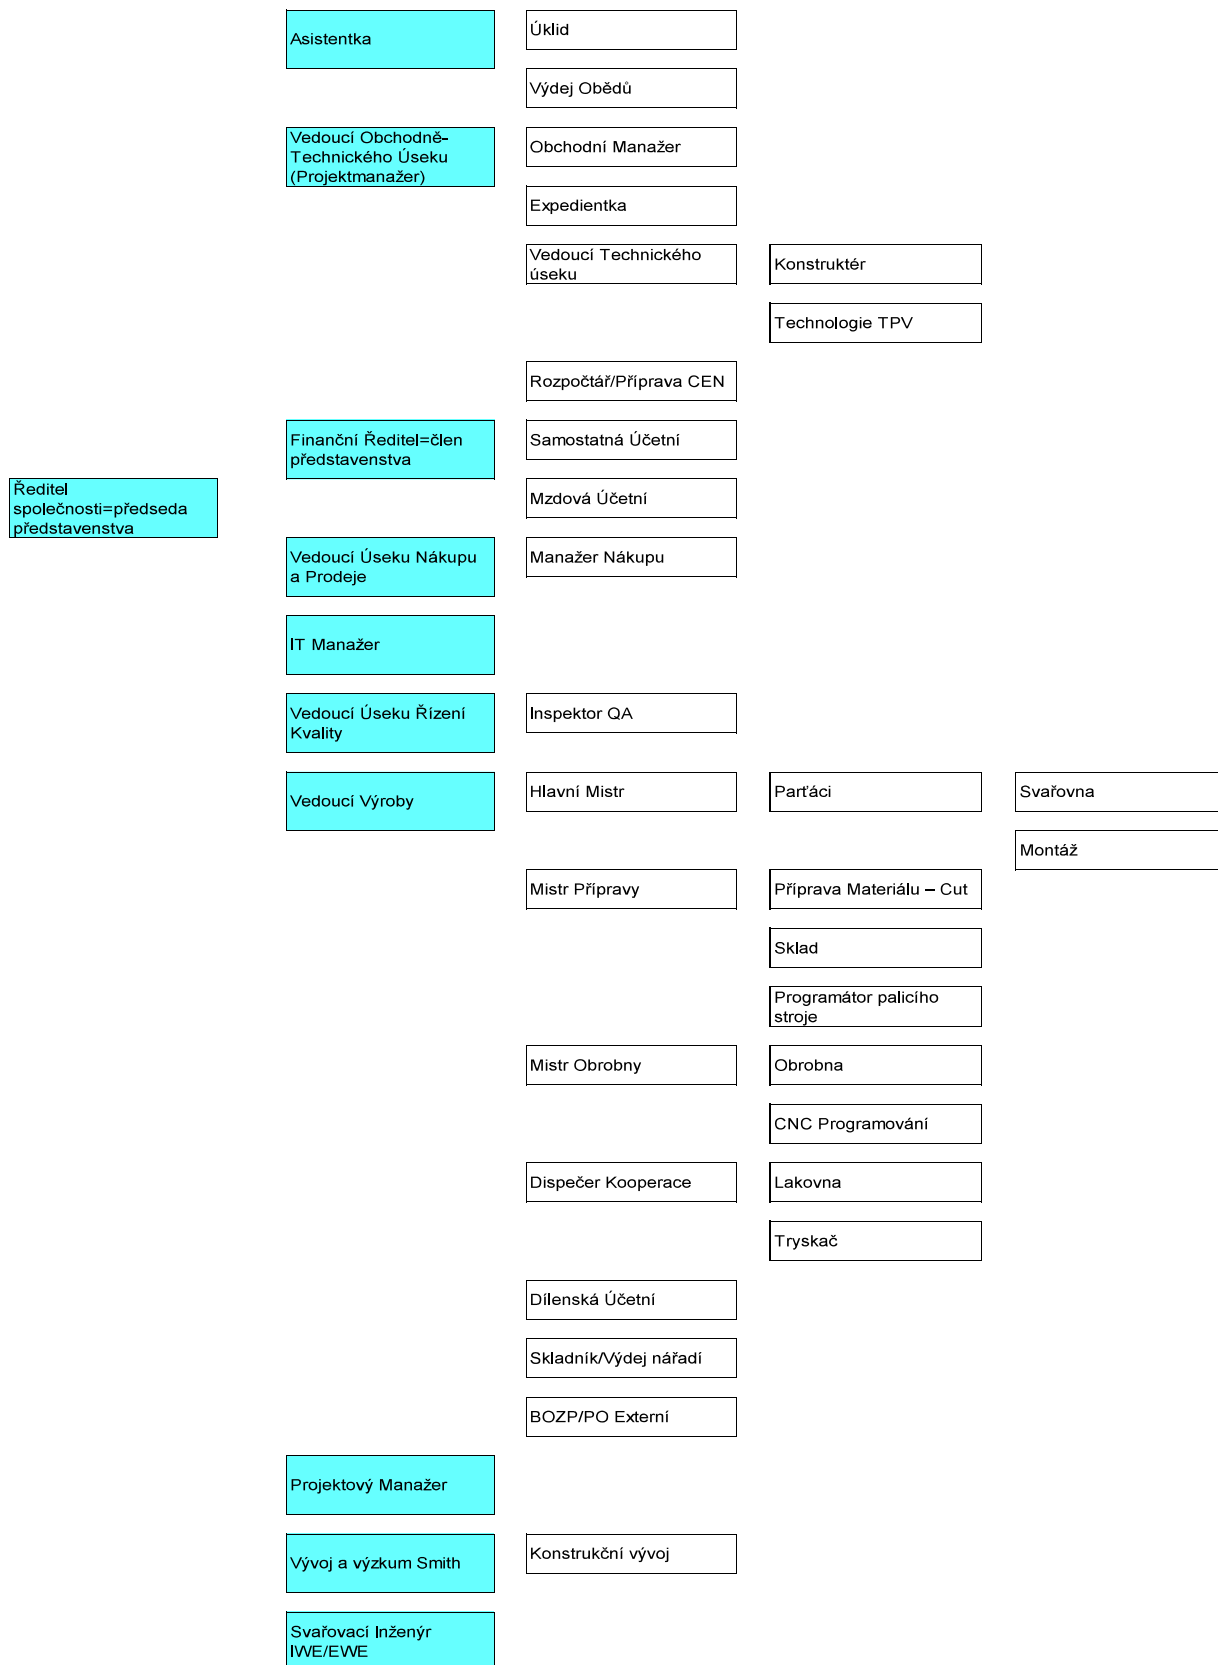 Asistentka
Úklid
Výdej Obědů
Vedoucí Obchodně-
Technického Úseku
(Projektmanažer)
Obchodní Manažer
Expedientka
Vedoucí Technického
úseku
Konstruktér
Technologie TPV
Rozpočtář/Příprava CEN
Finanční Ředitel=člen
představenstva
Samostatná Účetní
Ředitel
společnosti=předseda
představenstva
Mzdová Účetní
Vedoucí Úseku Nákupu
a Prodeje
Manažer Nákupu
IT Manažer
Vedoucí Úseku Řízení
Kvality
Inspektor QA
Vedoucí Výroby
Hlavní Mistr
Parťáci
Svařovna
Montáž
Mistr Přípravy
Příprava Materiálu – Cut
Sklad
Programátor palicího
stroje
Mistr Obrobny
Obrobna
CNC Programování
Dispečer Kooperace
Lakovna
Tryskač
Dílenská Účetní
Skladník/Výdej nářadí
BOZP/PO Externí
Projektový Manažer
Vývoj a výzkum Smith
Konstrukční vývoj
Svařovací Inženýr
IWE/EWE